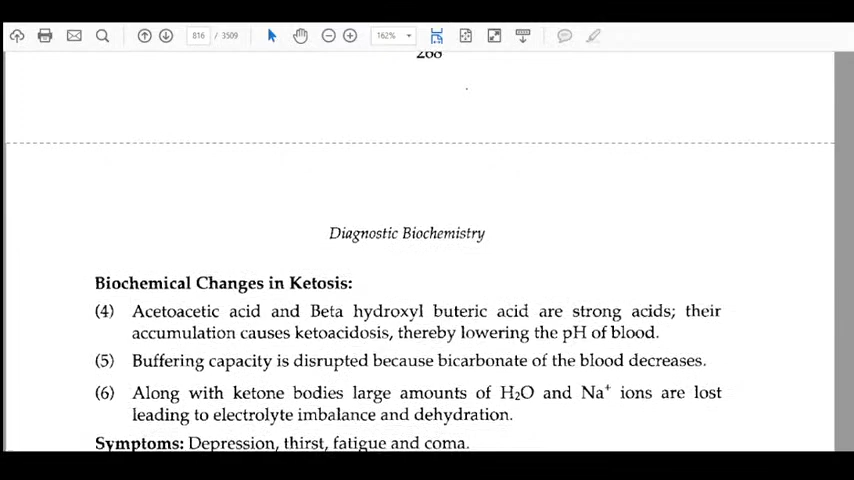 816 / 3509
162%
268
Diagnostic Biochemistry
Biochemical Changes in Ketosis:
(4) Acetoacetic acid and Beta hydroxyl buteric acid are strong acids; their
accumulation causes ketoacidosis, thereby lowering the pH of blood.
(5) Buffering capacity is disrupted because bicarbonate of the blood decreases.
(6) Along with ketone bodies large amounts of H₂O and Na⁺ ions are lost
leading to electrolyte imbalance and dehydration.
Symptoms: Depression, thirst, fatigue and coma.